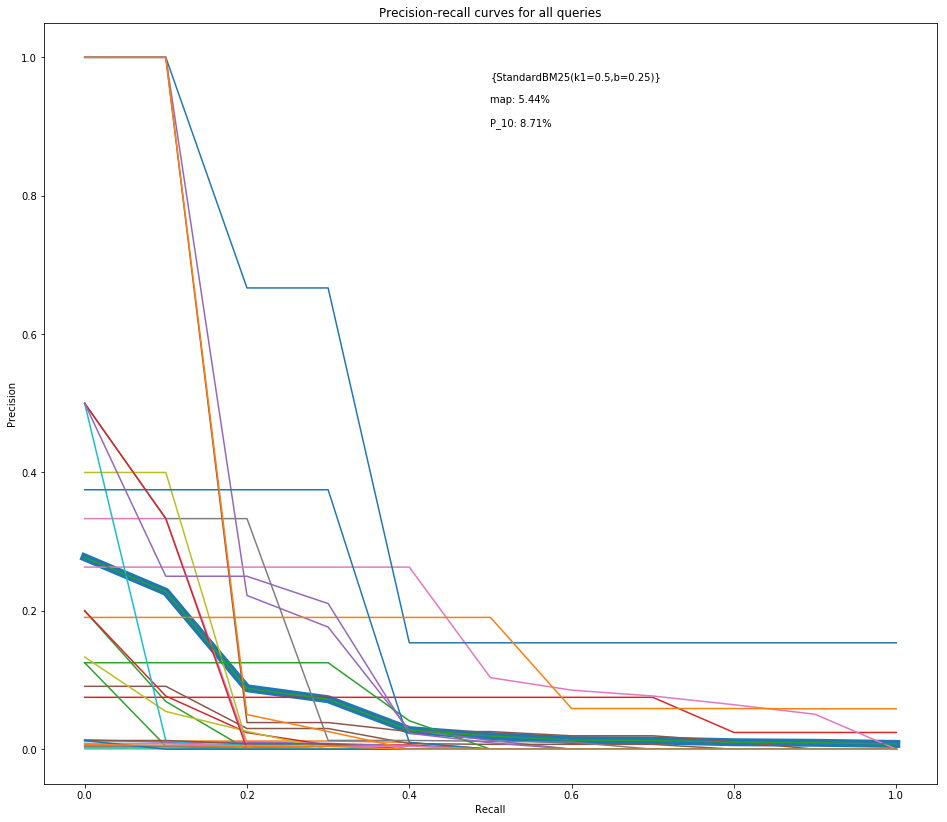 Precision-recall curves for all queries
{StandardBM25(k1=0.5,b=0.25)}
map: 5.44%
P_10: 8.71%
1.0
0.8
0.6
0.4
0.2
0.0
Precision
0.0 0.2 0.4 0.6 0.8 1.0
Recall